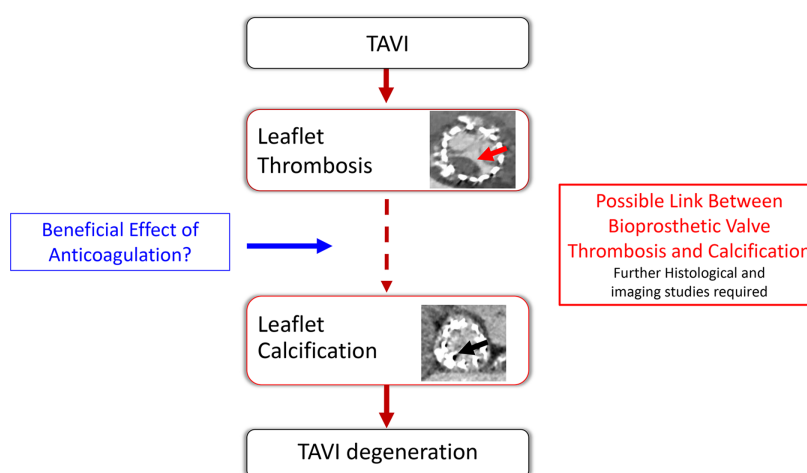 TAVI
Leaflet
Thrombosis
Beneficial Effect of
Anticoagulation?
Possible Link Between
Bioprosthetic Valve
Thrombosis and Calcification
Further Histological and
imaging studies required
Leaflet
Calcification
TAVI degeneration